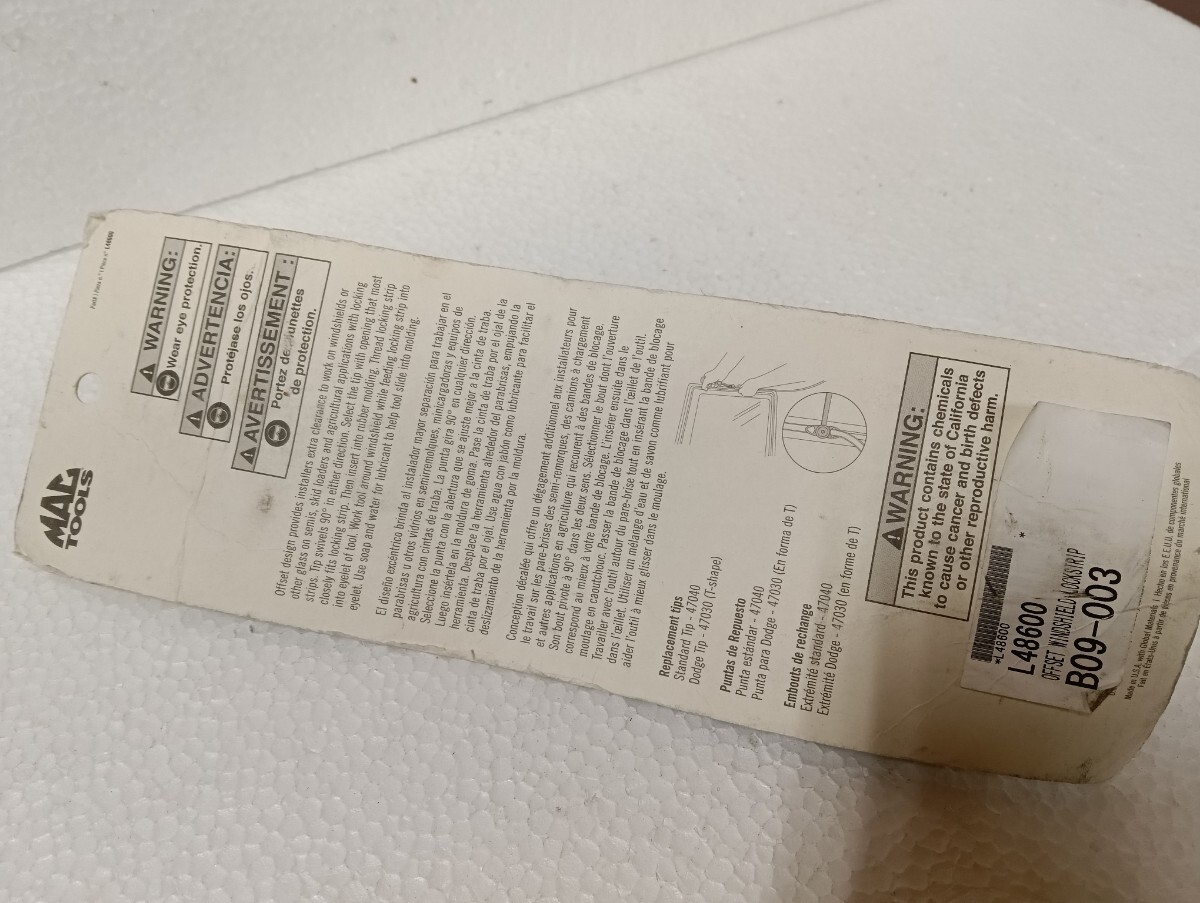 MAC
TOOLS
WARNING:
Wear eye protection.
ADVERTENCIA:
Protéjase los ojos.
AVERTISSEMENT :
Portez de lunettes
de protection.
Offset design provides installers extra clearance to work on windshields or
other glass on semis, skid loaders and agricultural applications with locking
strips. Tip swivels 90° in either direction. Select the tip with opening that most
closely fits locking strip. Then insert into rubber molding. Thread locking strip
into eyelet of tool. Work tool around windshield while feeding locking strip into
eyelet. Use soap and water for lubricant to help tool slide into molding.
El diseño excéntrico brinda al instalador mayor separación para trabajar en el
parabrisas u otros vidrios en semirremolques, minicargadoras y equipos de
agricultura con cintas de traba. La punta gira 90° en cualquier dirección.
Seleccione la punta con la abertura que se ajuste mejor a la cinta de traba.
Luego insértela en la moldura de goma. Pase la cinta de traba por el ojal de la
herramienta. Desplace la herramienta alrededor del parabrisas, empujando la
cinta de traba por el ojal. Use agua con jabón como lubricante para facilitar el
deslizamiento de la herramienta por la moldura.
Conception décalée qui offre un dégagement additionnel aux installateurs pour
le travail sur les pare-brises des semi-remorques, des camions à chargement
et autres applications en agriculture qui recourent à des bandes de blocage.
Son bout pivote à 90° dans les deux sens. Sélectionner le bout dont l'ouverture
correspond au mieux à votre bande de blocage. L'insérer ensuite dans le
moulage en caoutchouc. Passer la bande de blocage dans l'œillet de l'outil.
Travailler avec l'outil autour du pare-brise tout en insérant la bande de blocage
dans l'œillet. Utiliser un mélange d'eau et de savon comme lubrifiant pour
aider l'outil à mieux glisser dans le moulage.
Replacement tips
Standard Tip - 47040
Dodge Tip - 47030 (T-shape)
Puntas de Repuesto
Punta estándar - 47040
Punta para Dodge - 47030 (En forma de T)
Embouts de rechange
Extrémité standard - 47040
Extrémité Dodge - 47030 (en forme de T)
WARNING:
This product contains chemicals
known to the state of California
to cause cancer and birth defects
or other reproductive harm.
*L48600 *
L48600
OFFSET WINDSHIELD LOCKSTRIP
B09-003
Made in U.S.A. with Global Materials